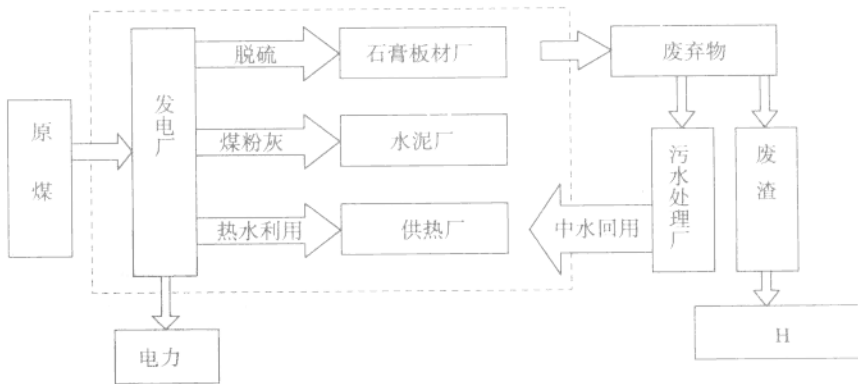 原煤
发电厂
脱硫
石膏板材厂
废弃物
煤粉灰
水泥厂
污水处理厂
废渣
热水利用
供热厂
中水回用
电力
H